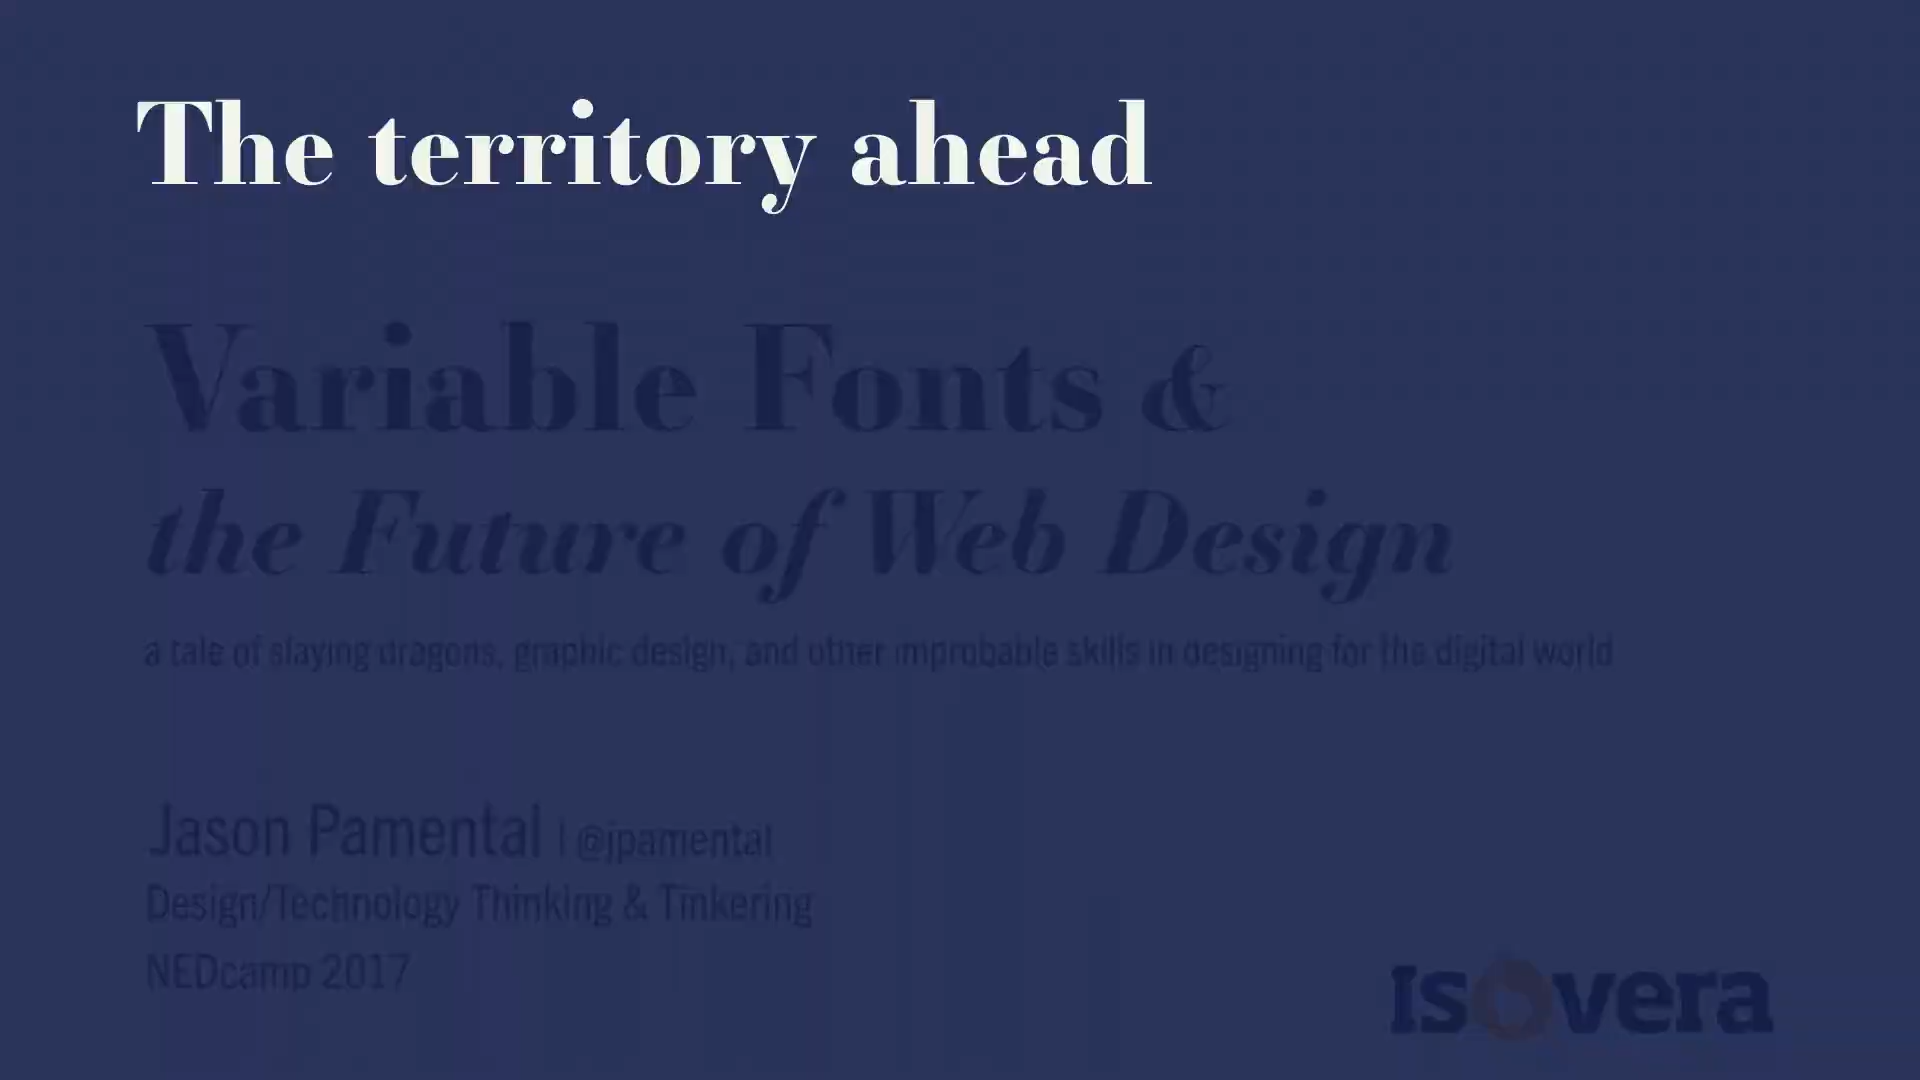 The territory ahead
Variable Fonts &
the Future of Web Design
a tale of slaying dragons, graphic design, and other improbable skills in designing for the digital world
Jason Pamental | @jpamental
Design/Technology Thinking & Tinkering
NEDcamp 2017
Isovera